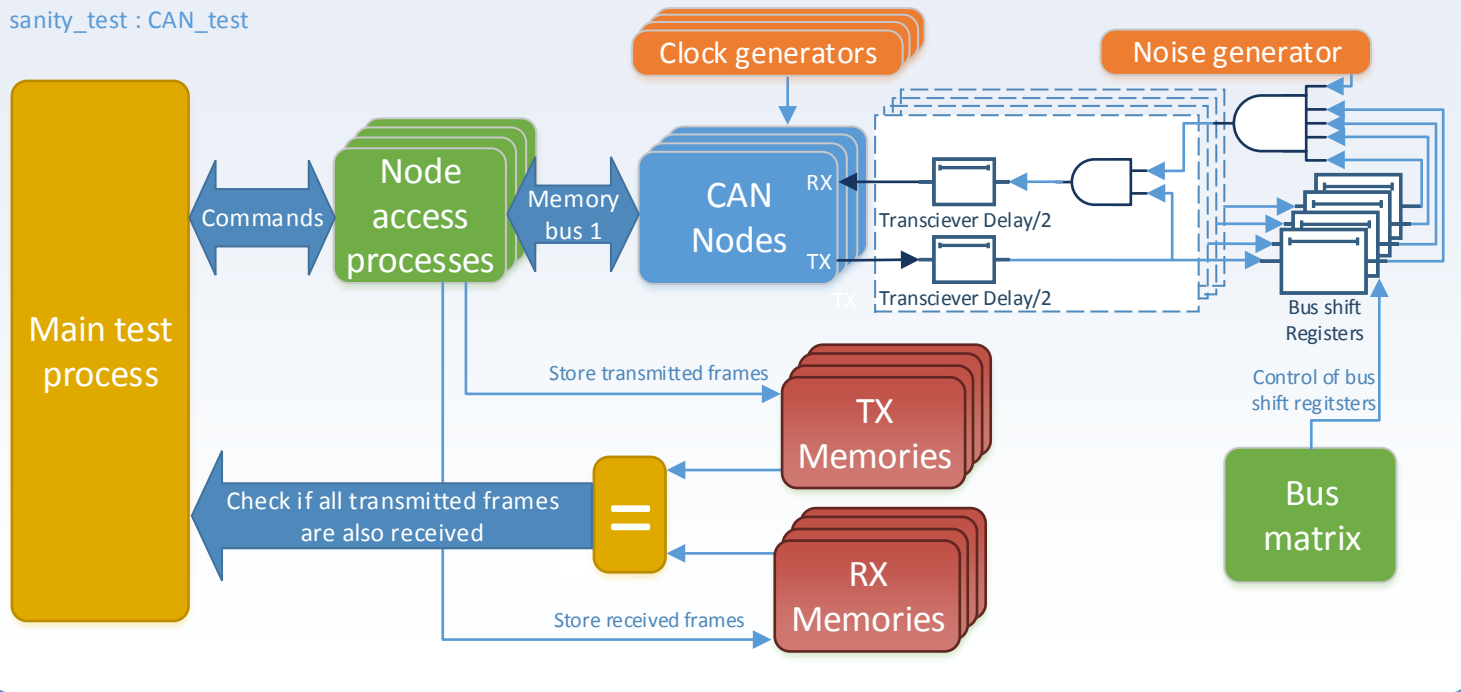 sanity_test : CAN_test
Clock generators
Noise generator
Node
access
processes
Commands
Memory
bus 1
CAN
Nodes
RX
TX
TX
Transciever Delay/2
Transciever Delay/2
Bus shift
Registers
Main test
process
Store transmitted frames
TX
Memories
Control of bus
shift regitsters
Check if all transmitted frames
are also received
=
Bus
matrix
RX
Memories
Store received frames